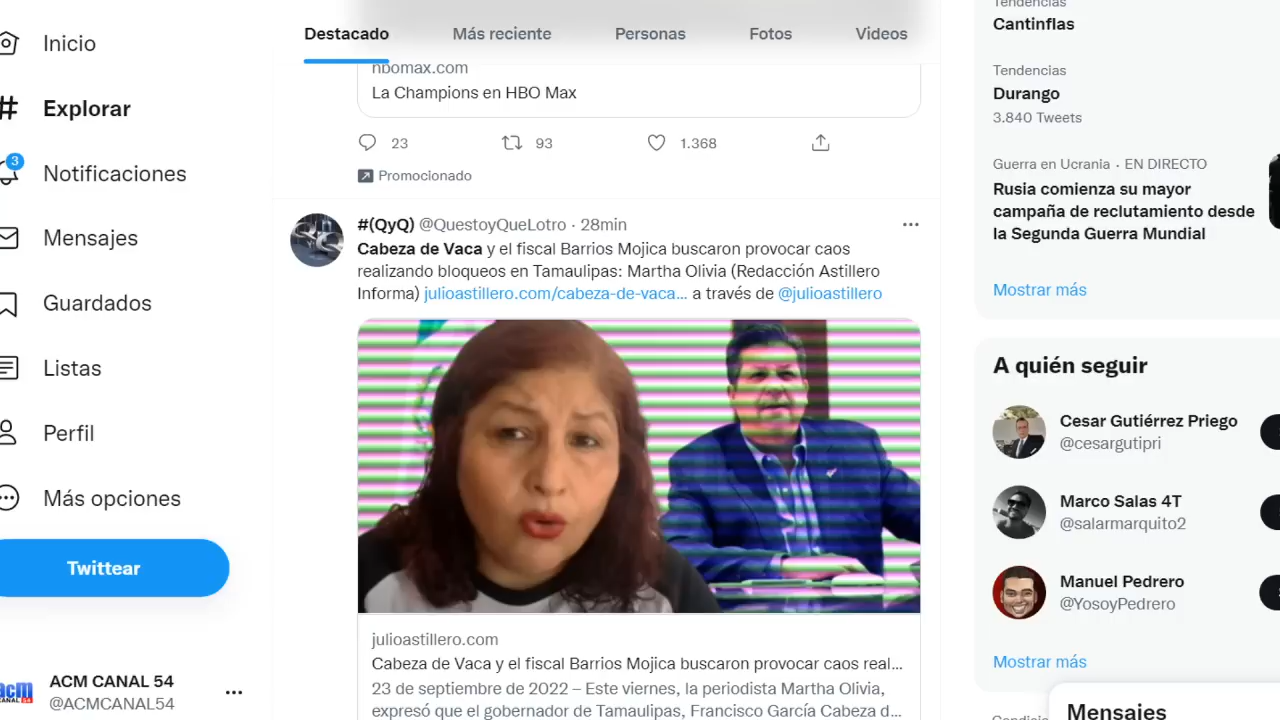 Inicio
Explorar
3
Notificaciones
Mensajes
Guardados
Listas
Perfil
Más opciones
Twittear
acm
CANAL 54
ACM CANAL 54
@ACMCANAL54
Destacado
Más reciente
Personas
Fotos
Videos
hbomax.com
La Champions en HBO Max
23
93
1.368
Promocionado
#(QyQ) @QuestoyQueLotro · 28min
Cabeza de Vaca y el fiscal Barrios Mojica buscaron provocar caos
realizando bloqueos en Tamaulipas: Martha Olivia (Redacción Astillero
Informa) julioastillero.com/cabeza-de-vaca... a través de @julioastillero
julioastillero.com
Cabeza de Vaca y el fiscal Barrios Mojica buscaron provocar caos real...
23 de septiembre de 2022 – Este viernes, la periodista Martha Olivia,
expresó que el gobernador de Tamaulipas, Francisco García Cabeza d...
Tendencias
Cantinflas
Tendencias
Durango
3.840 Tweets
Guerra en Ucrania · EN DIRECTO
Rusia comienza su mayor
campaña de reclutamiento desde
la Segunda Guerra Mundial
Mostrar más
A quién seguir
Cesar Gutiérrez Priego
@cesargutipri
Marco Salas 4T
@salarmarquito2
Manuel Pedrero
@YosoyPedrero
Mostrar más
Mensajes